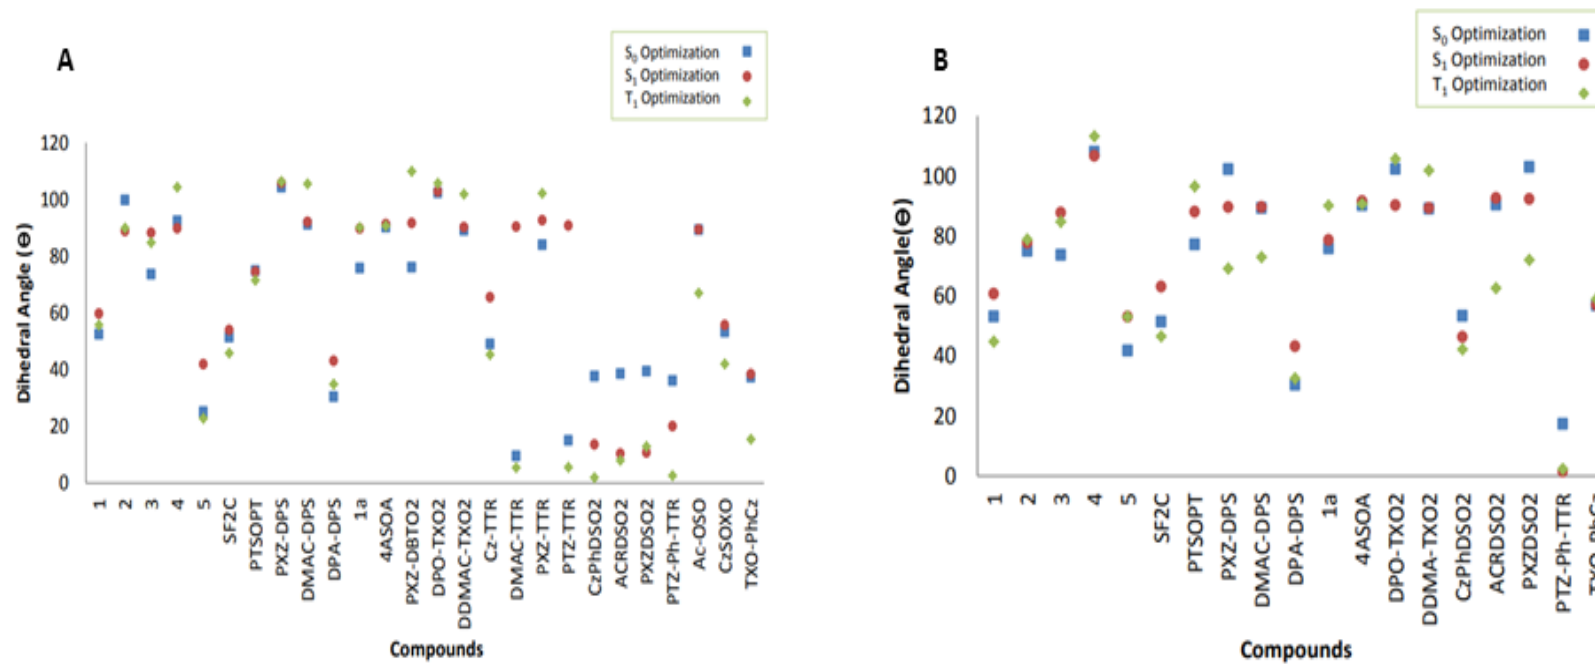 A
S0 Optimization
S1 Optimization
T1 Optimization
Dihedral Angle (Θ)
120
100
80
60
40
20
0
1
2
3
4
5
SF2C
PTSOPT
PXZ-DPS
DMAC-DPS
DPA-DPS
1a
4ASOA
PXZ-DBTO2
DPO-TXO2
DDMAC-TXO2
Cz-TTR
DMAC-TTR
PXZ-TTR
PTZ-TTR
CzPhDSO2
ACRDSO2
PXZDSO2
PTZ-Ph-TTR
Ac-OSO
CzSOXO
TXO-PhCz
Compounds
B
S0 Optimization
S1 Optimization
T1 Optimization
Dihedral Angle(Θ)
120
100
80
60
40
20
0
1
2
3
4
5
SF2C
PTSOPT
PXZ-DPS
DMAC-DPS
DPA-DPS
1a
4ASOA
DPO-TXO2
DDMA-TXO2
CzPhDSO2
ACRDSO2
PXZDSO2
PTZ-Ph-TTR
TXO-PhCz
Compounds